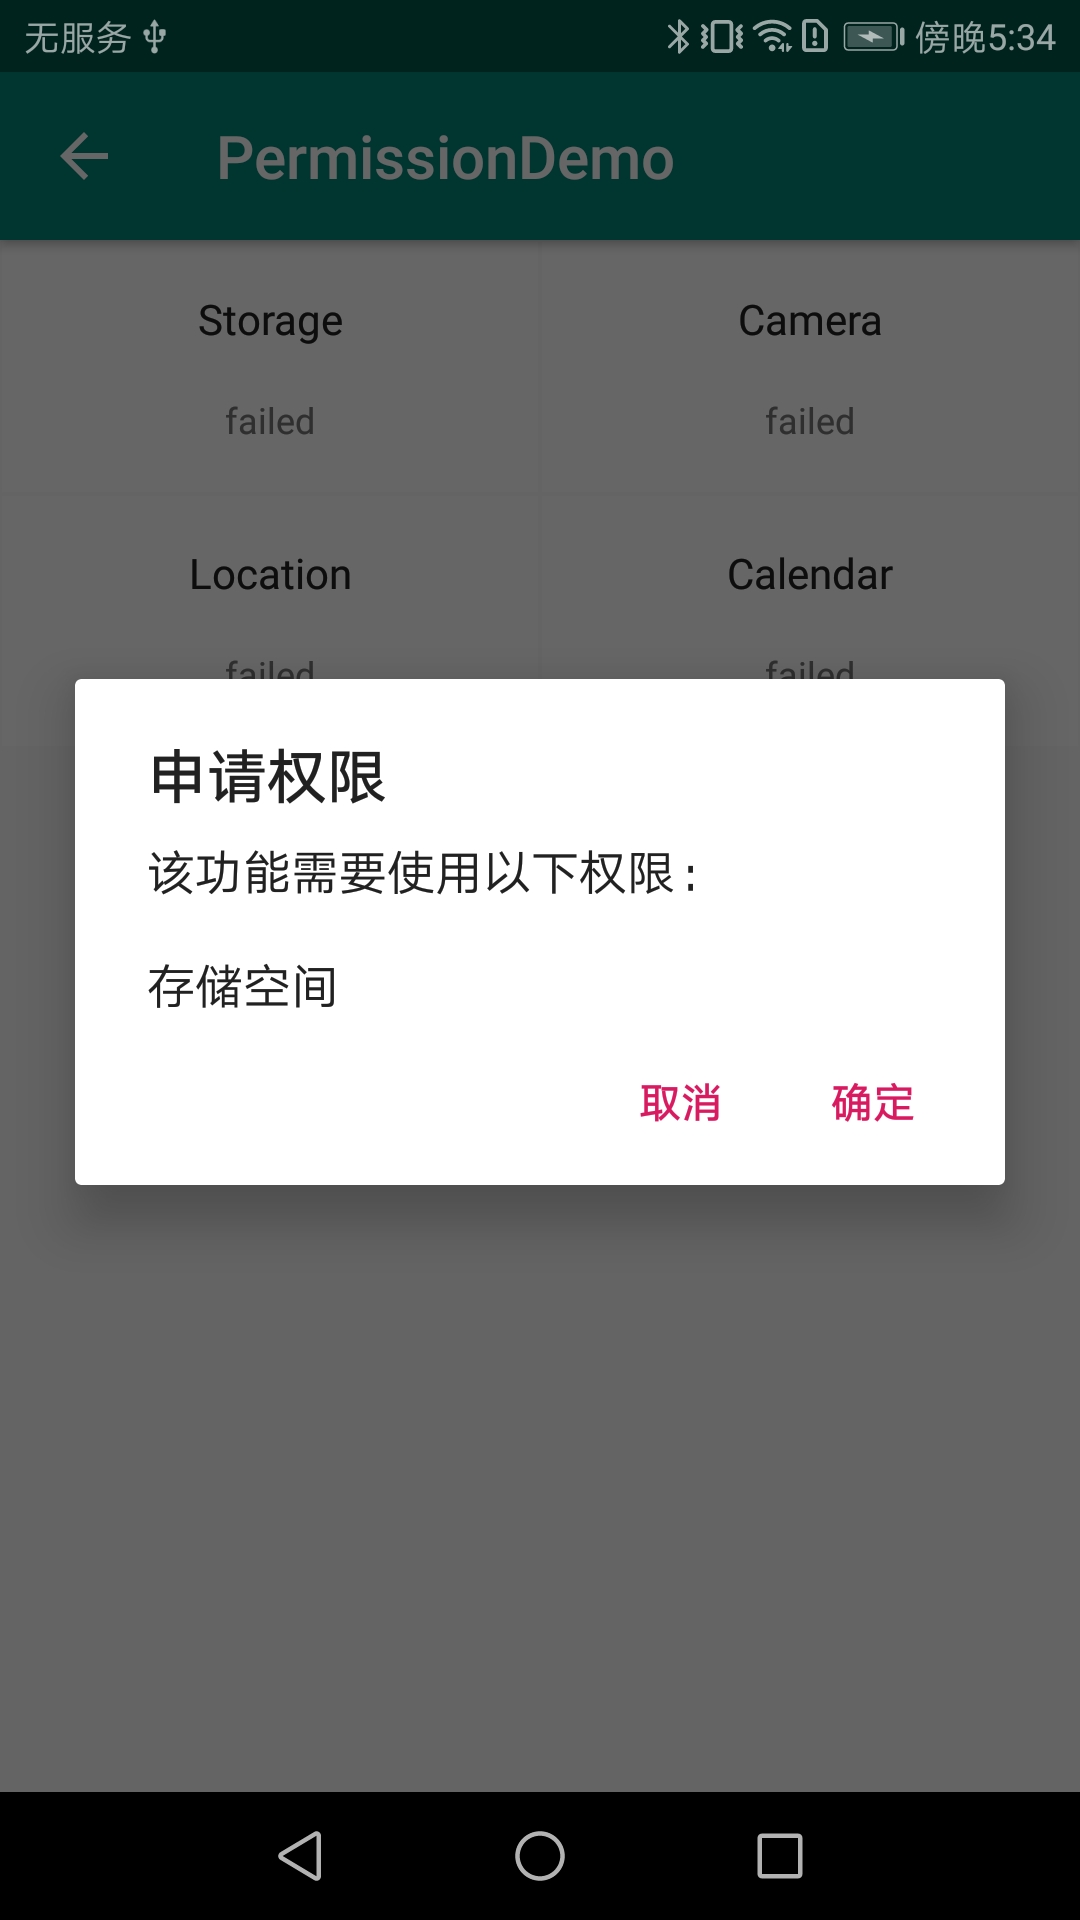 无服务 傍晚5:34
PermissionDemo
Storage Camera
failed failed
Location Calendar
failed failed
申请权限
该功能需要使用以下权限:
存储空间
取消 确定